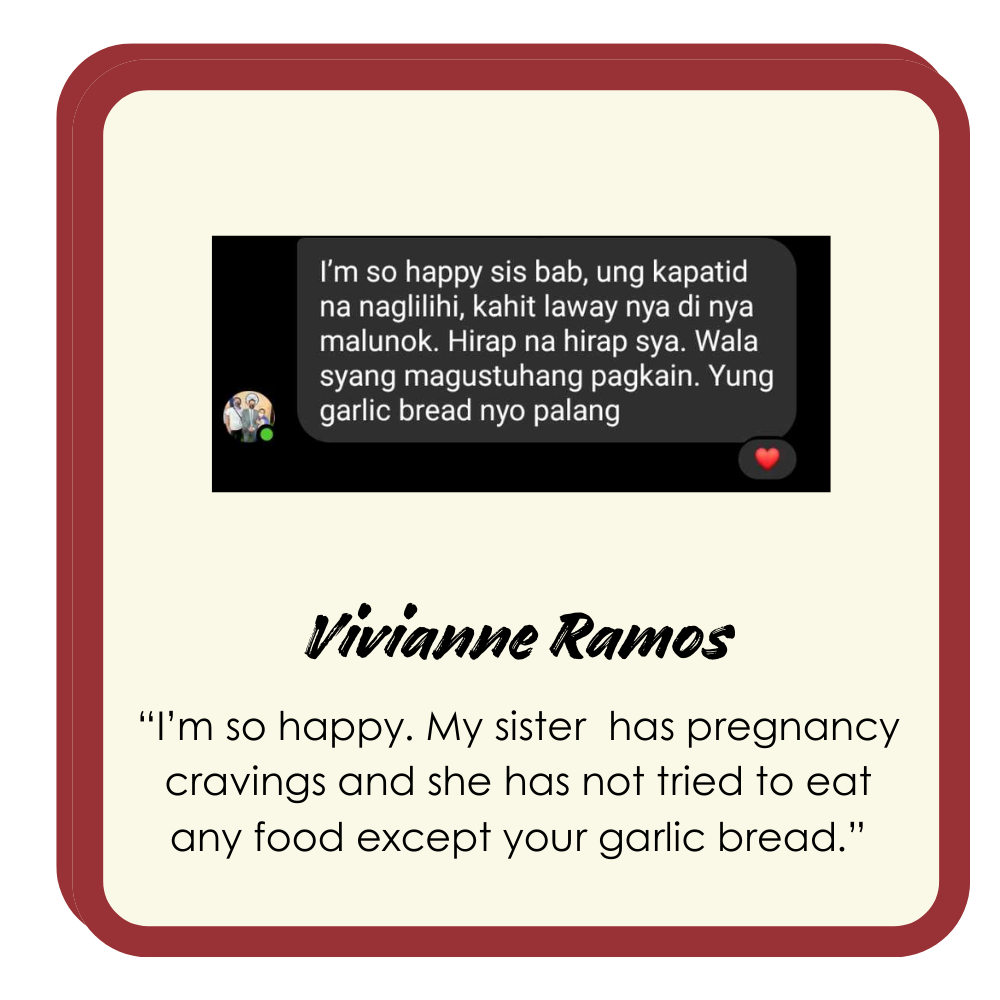 I'm so happy sis bab, ung kapatid
na naglilihi, kahit laway nya di nya
malunok. Hirap na hirap sya. Wala
syang magustuhang pagkain. Yung
garlic bread nyo palang
Vivianne Ramos
“I'm so happy. My sister  has pregnancy
cravings and she has not tried to eat
any food except your garlic bread.”